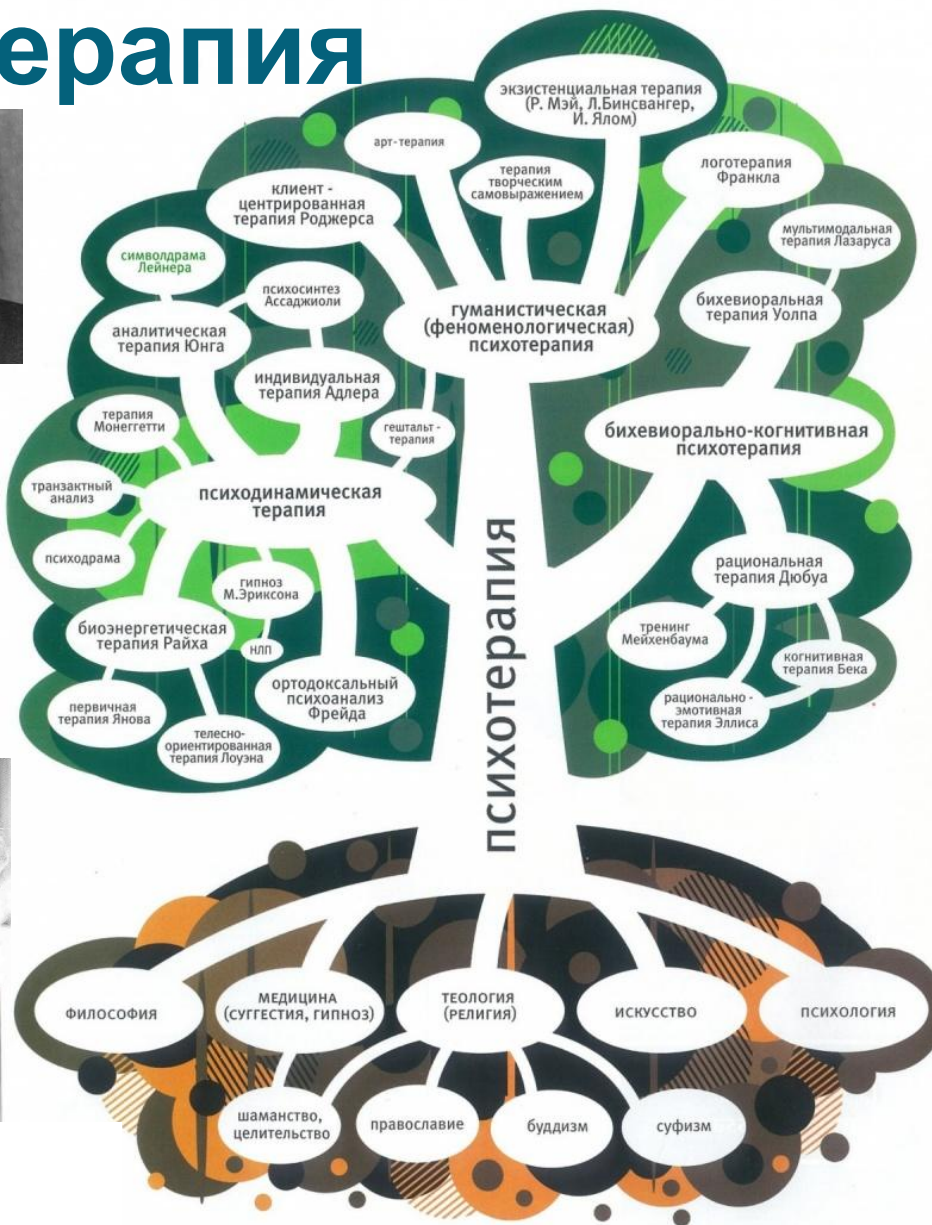 ерапия
экзистенциальная терапия
(Р. Мэй, Л.Бинсвангер,
И. Ялом)
арт-терапия
терапия
творческим
самовыражением
логотерапия
Франкла
клиент -
центрированная
терапия Роджерса
мультимодальная
терапия Лазаруса
символдрама
Лейнера
психосинтез
Ассаджиоли
бихевиоральная
терапия Уолпа
гуманистическая
(феноменологическая)
психотерапия
аналитическая
терапия Юнга
индивидуальная
терапия Адлера
терапия
Монеггетти
гештальт -
терапия
бихевиорально-когнитивная
психотерапия
транзактный
анализ
психодинамическая
терапия
психодрама
гипноз
М.Эриксона
рациональная
терапия Дюбуа
биоэнергетическая
терапия Райха
нлп
тренинг
Мейхенбаума
когнитивная
терапия Бека
ортодоксальный
психоанализ
Фрейда
первичная
терапия Янова
рационально -
эмотивная
терапия Эллиса
телесно-
ориентированная
терапия Лоуэна
психотерапия
ФИЛОСОФИЯ
МЕДИЦИНА
(СУГГЕСТИЯ, ГИПНОЗ)
ТЕОЛОГИЯ
(РЕЛИГИЯ)
ИСКУССТВО
ПСИХОЛОГИЯ
шаманство,
целительство
православие
буддизм
суфизм